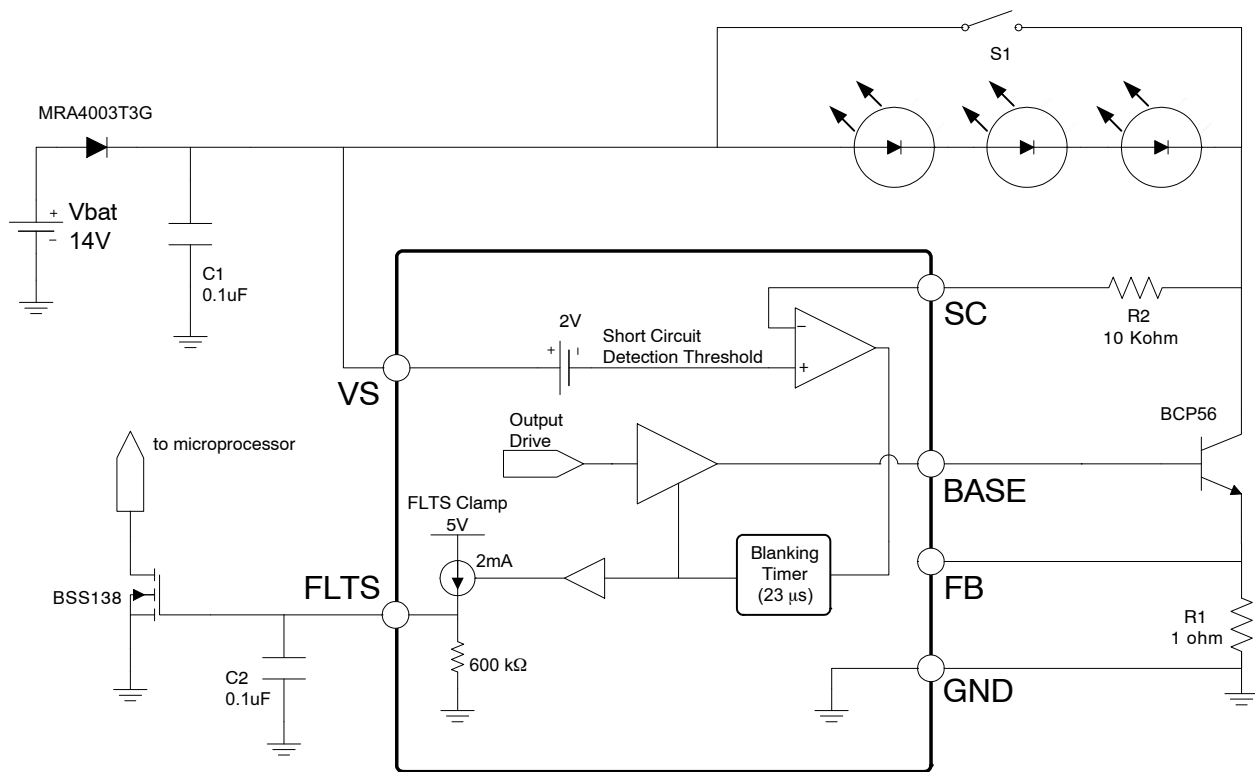 S1
MRA4003T3G
+
Vbat
−
14V
C1
0.1uF
SC
R2
10 Kohm
2V
Short Circuit
Detection Threshold
+
-
−
+
VS
BCP56
to microprocessor
Output
Drive
BASE
FLTS Clamp
5V
2mA
Blanking
Timer
(23 μs)
FLTS
FB
BSS138
R1
1 ohm
600 kΩ
C2
0.1uF
GND